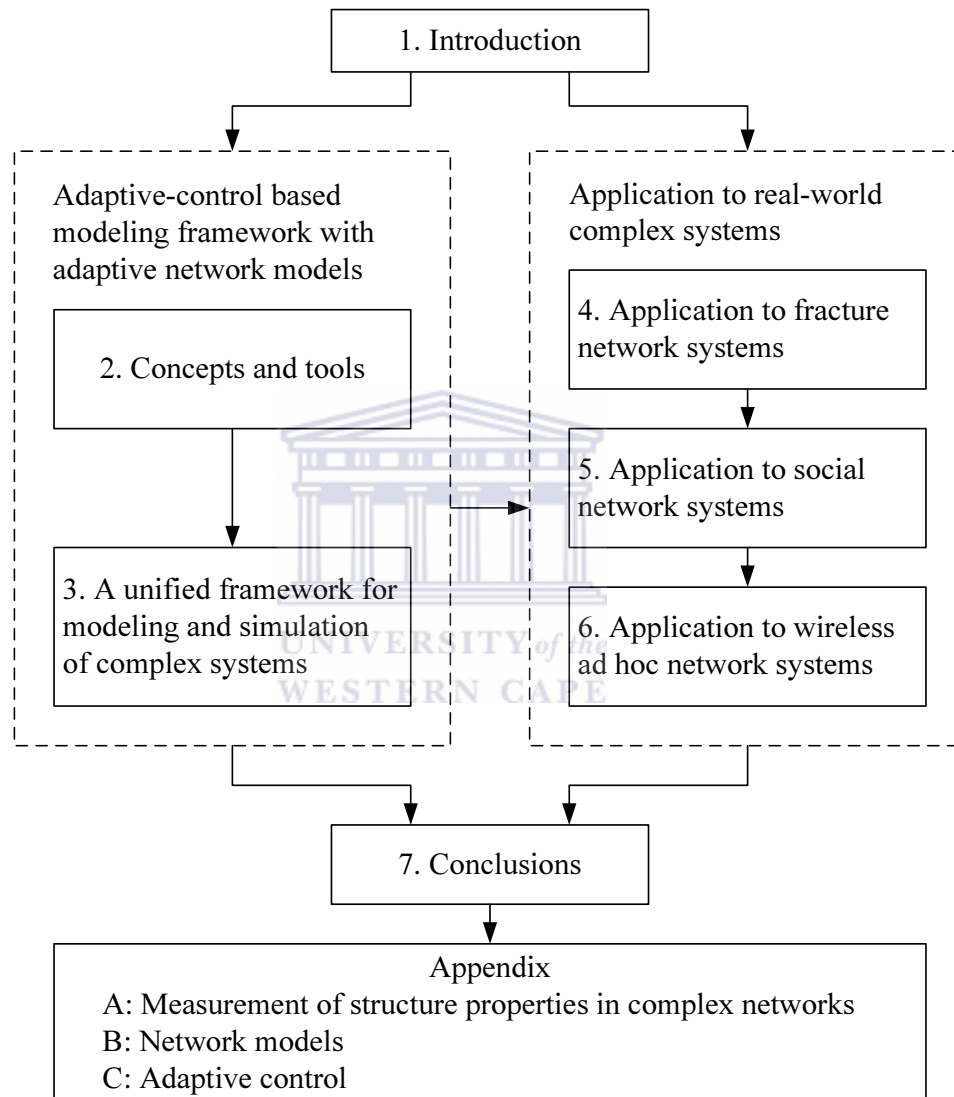 1. Introduction
Adaptive-control based
modeling framework with
adaptive network models
2. Concepts and tools
3. A unified framework for
modeling and simulation
of complex systems
Application to real-world
complex systems
4. Application to fracture
network systems
5. Application to social
network systems
6. Application to wireless
ad hoc network systems
UNIVERSITY of the
WESTERN CAPE
7. Conclusions
Appendix
A: Measurement of structure properties in complex networks
B: Network models
C: Adaptive control